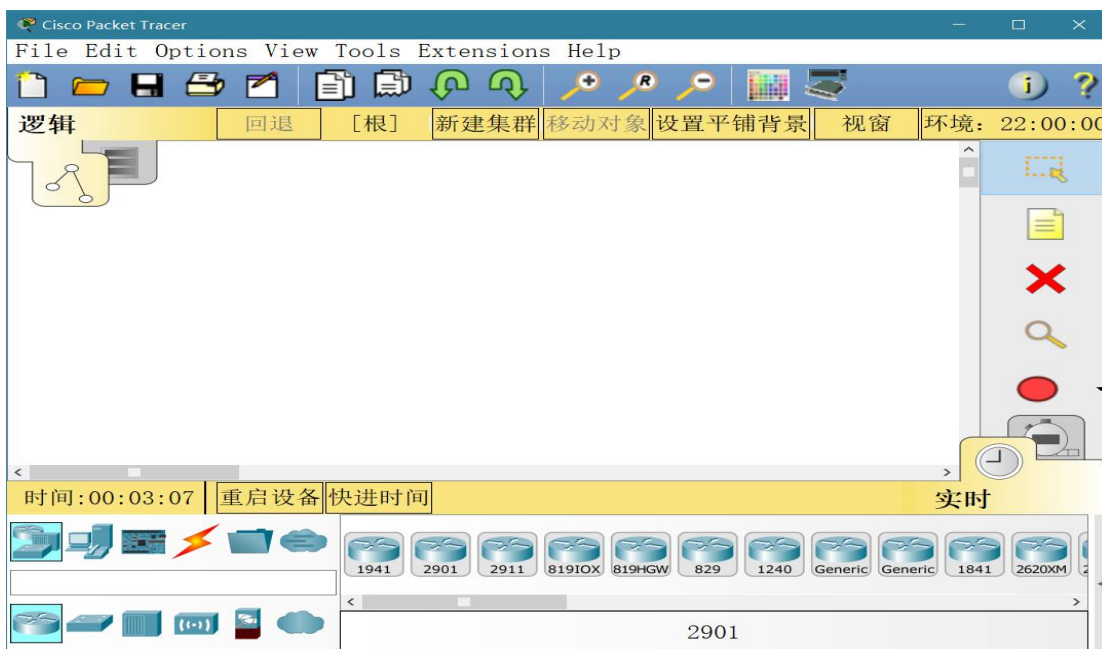 Cisco Packet Tracer
File Edit Options View Tools Extensions Help
逻辑 回退 [根] 新建集群 移动对象 设置平铺背景 视窗 环境: 22:00:00
时间:00:03:07 重启设备 快进时间 实时
1941 2901 2911 819IOX 819HGW 829 1240 Generic Generic 1841 2620XM
2901